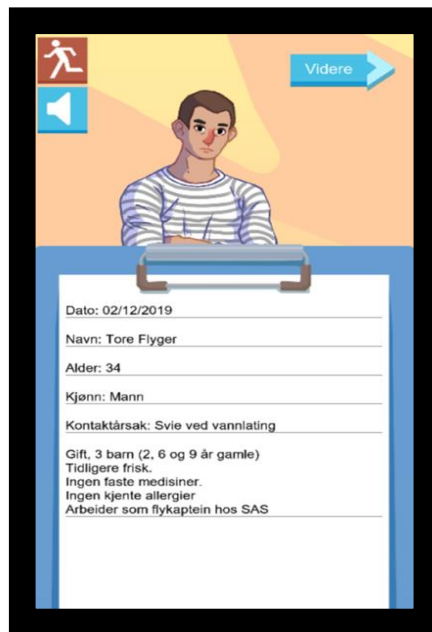 Videre
Dato: 02/12/2019
Navn: Tore Flyger
Alder: 34
Kjønn: Mann
Kontaktårsak: Svie ved vannlating
Gift, 3 barn (2, 6 og 9 år gamle)
Tidligere frisk.
Ingen faste medisiner.
Ingen kjente allergier
Arbeider som flykaptein hos SAS